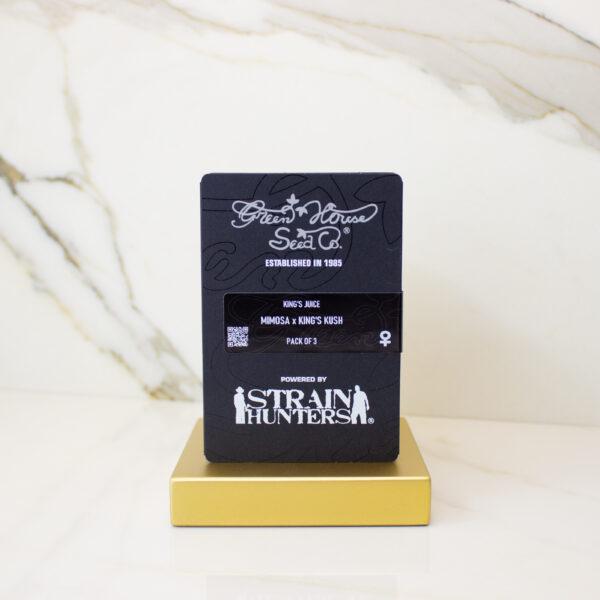 Green House
Seed Co.®
ESTABLISHED IN 1985
KING'S JUICE
MIMOSA x KING'S KUSH
PACK OF 3
POWERED BY
STRAIN
HUNTERS®